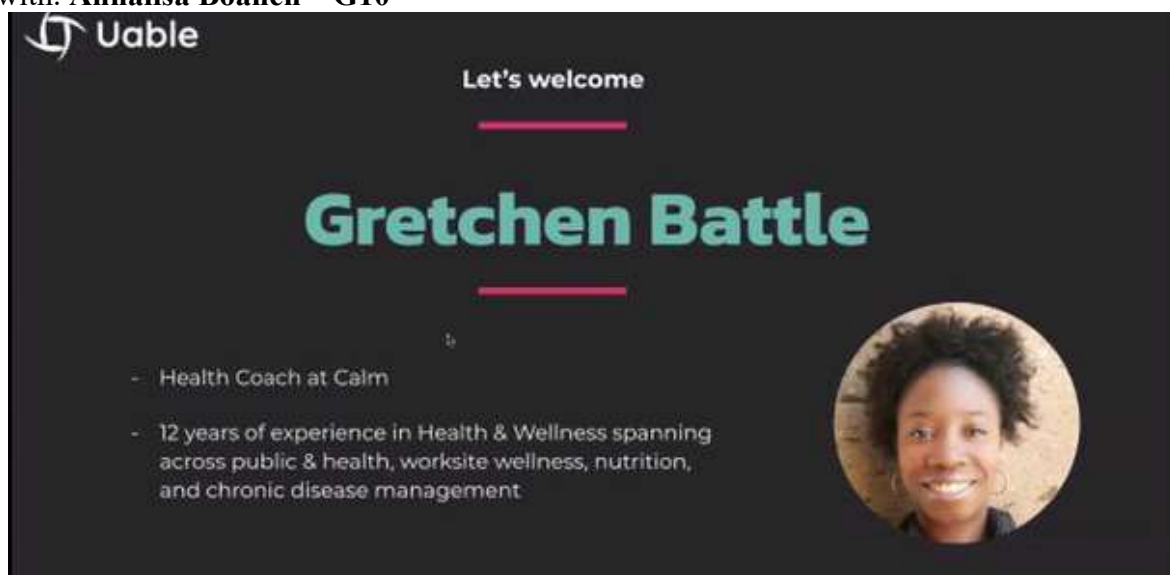 Uable
Let's welcome
Gretchen Battle
- Health Coach at Calm
- 12 years of experience in Health & Wellness spanning
across public & health, worksite wellness, nutrition,
and chronic disease management